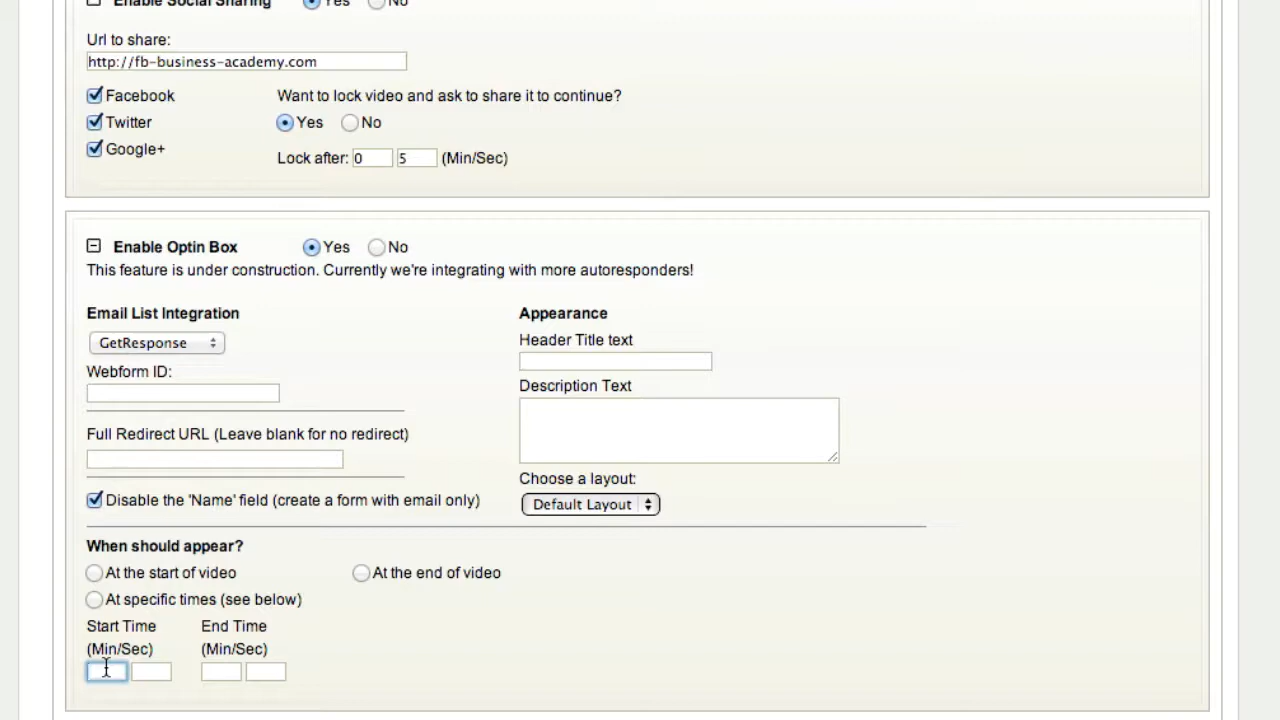 Enable Social Sharing Yes No
Url to share:
http://fb-business-academy.com
Facebook Want to lock video and ask to share it to continue?
Twitter Yes No
Google+
Lock after: 0 5 (Min/Sec)
Enable Optin Box Yes No
This feature is under construction. Currently we're integrating with more autoresponders!
Email List Integration Appearance
Header Title text
GetResponse
Webform ID:
Description Text
Full Redirect URL (Leave blank for no redirect)
Choose a layout:
Disable the 'Name' field (create a form with email only) Default Layout
When should appear?
At the start of video At the end of video
At specific times (see below)
Start Time End Time
(Min/Sec) (Min/Sec)